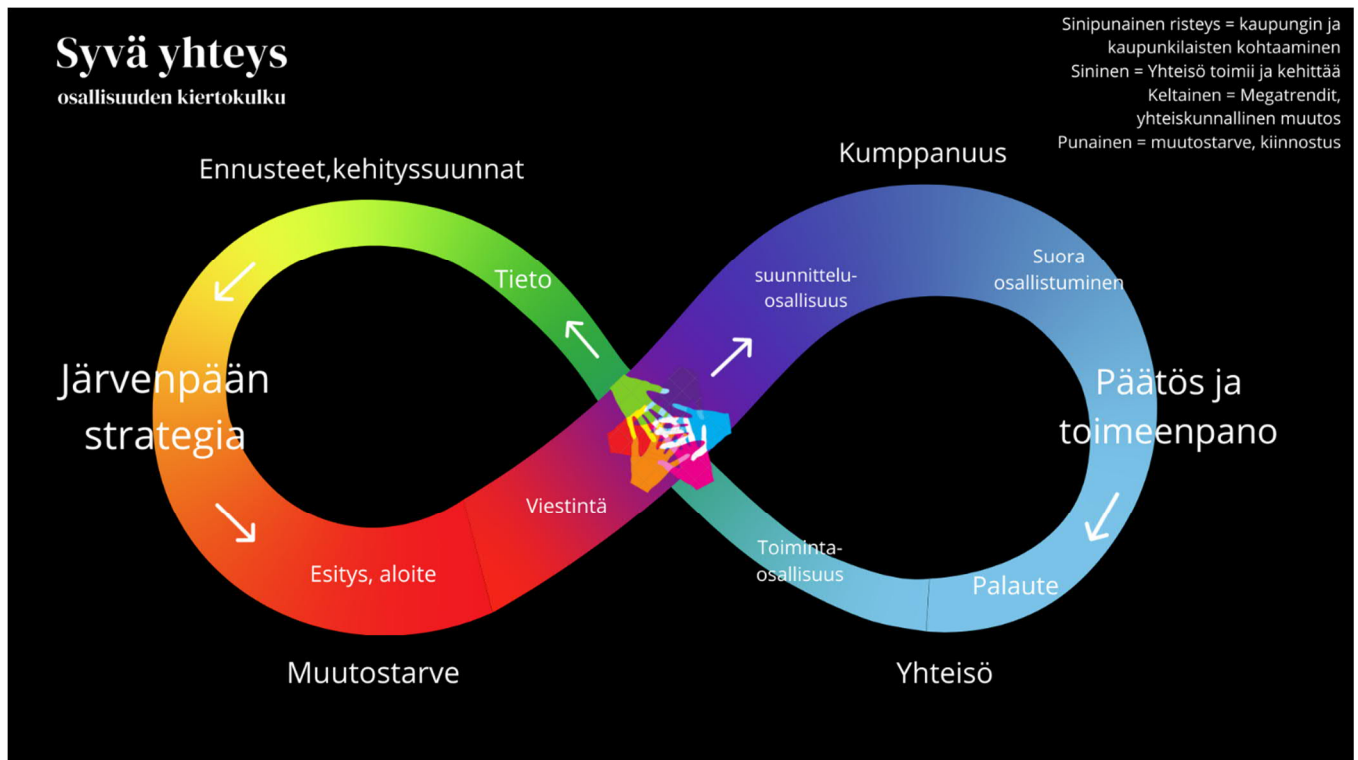 Syvä yhteys
osallisuuden kiertokulku
Sinipunainen risteys = kaupungin ja
kaupunkilaisten kohtaaminen
Sininen = Yhteisö toimii ja kehittää
Keltainen = Megatrendit,
yhteiskunnallinen muutos
Punainen = muutostarve, kiinnostus
Ennusteet,kehityssuunnat
Kumppanuus
Tieto
suunnittelu-
osallisuus
Suora
osallistuminen
Järvenpään
strategia
Päätös ja
toimeenpano
Viestintä
Esitys, aloite
Toiminta-
osallisuus
Palaute
Muutostarve
Yhteisö